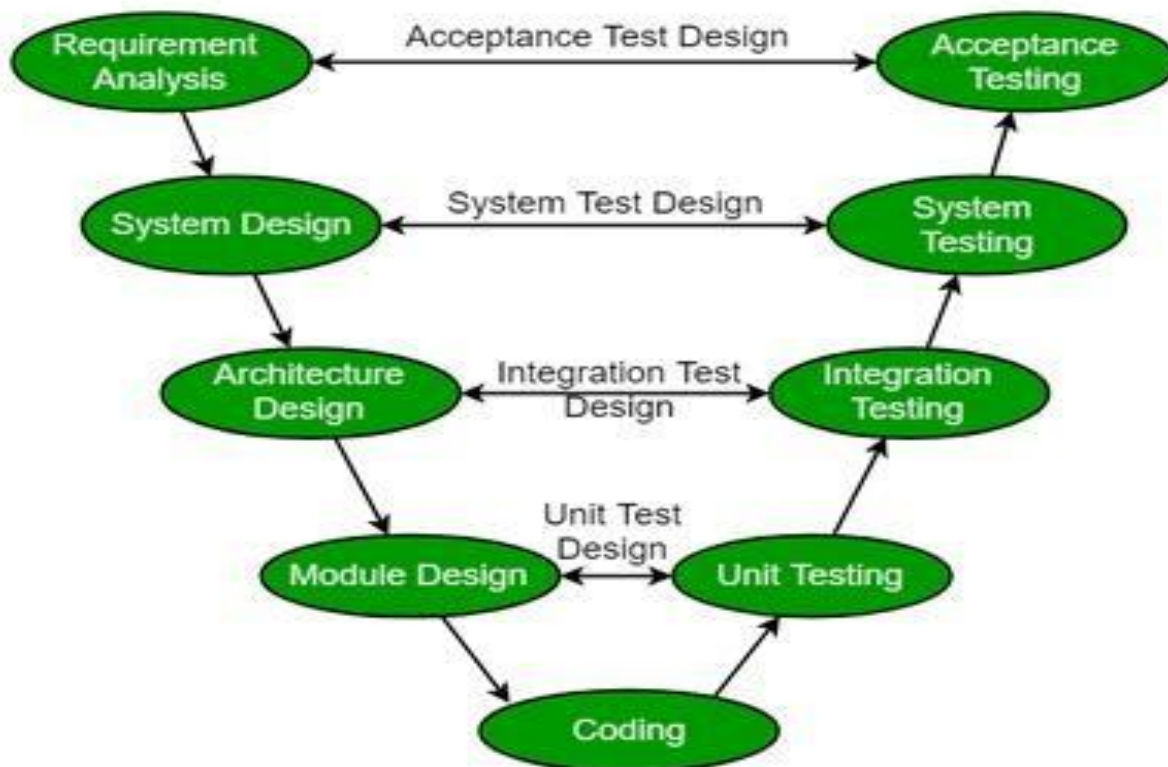 Requirement
Analysis
Acceptance Test Design
Acceptance
Testing
System Design
System Test Design
System
Testing
Architecture
Design
Integration Test
Design
Integration
Testing
Module Design
Unit Test
Design
Unit Testing
Coding